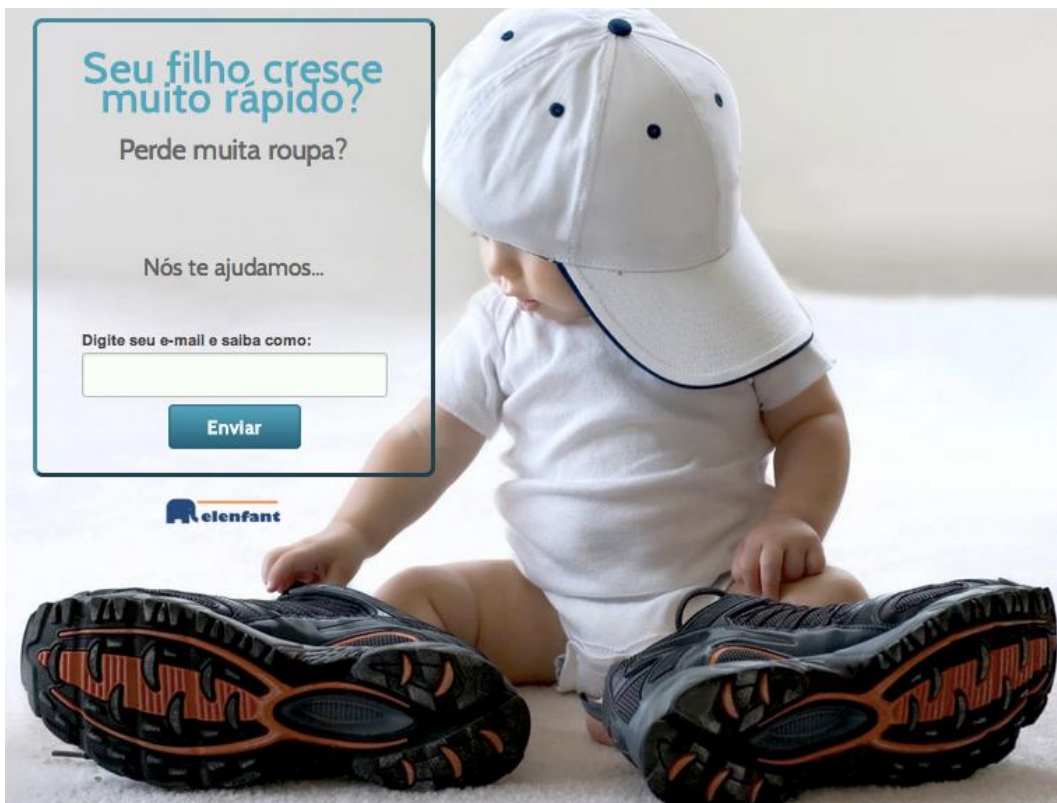 Seu filho cresce
muito rápido?
Perde muita roupa?
Nós te ajudamos...
Digite seu e-mail e saiba como:
Enviar
elenfant